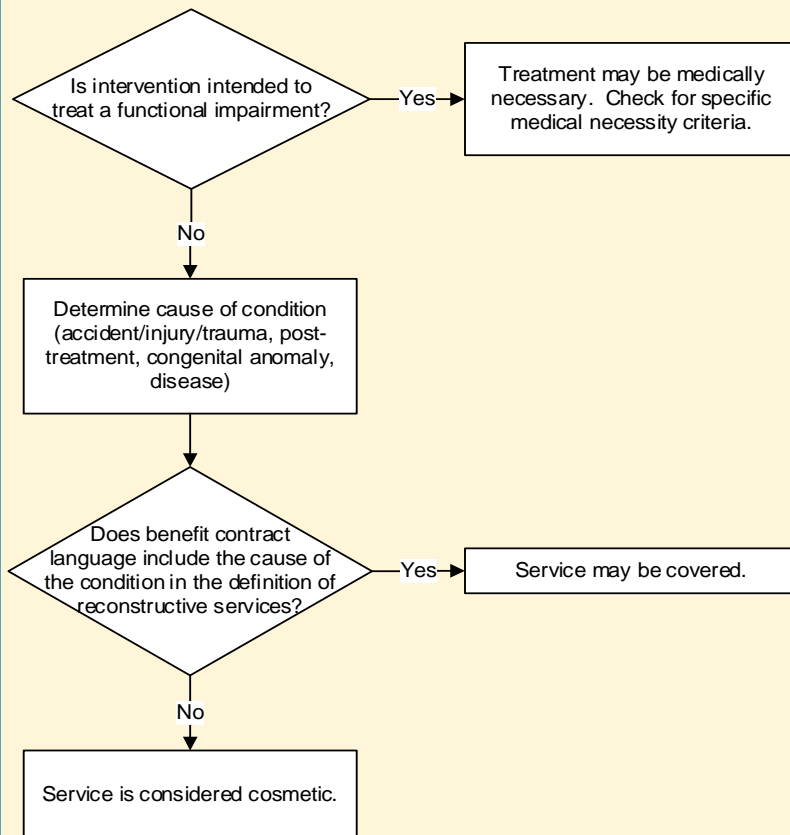 Is intervention intended to
treat a functional impairment?
Yes
Treatment may be medically
necessary.  Check for specific
medical necessity criteria.
No
Determine cause of condition
(accident/injury/trauma, post-
treatment, congenital anomaly,
disease)
Does benefit contract
language include the cause of
the condition in the definition of
reconstructive services?
Yes
Service may be covered.
No
Service is considered cosmetic.